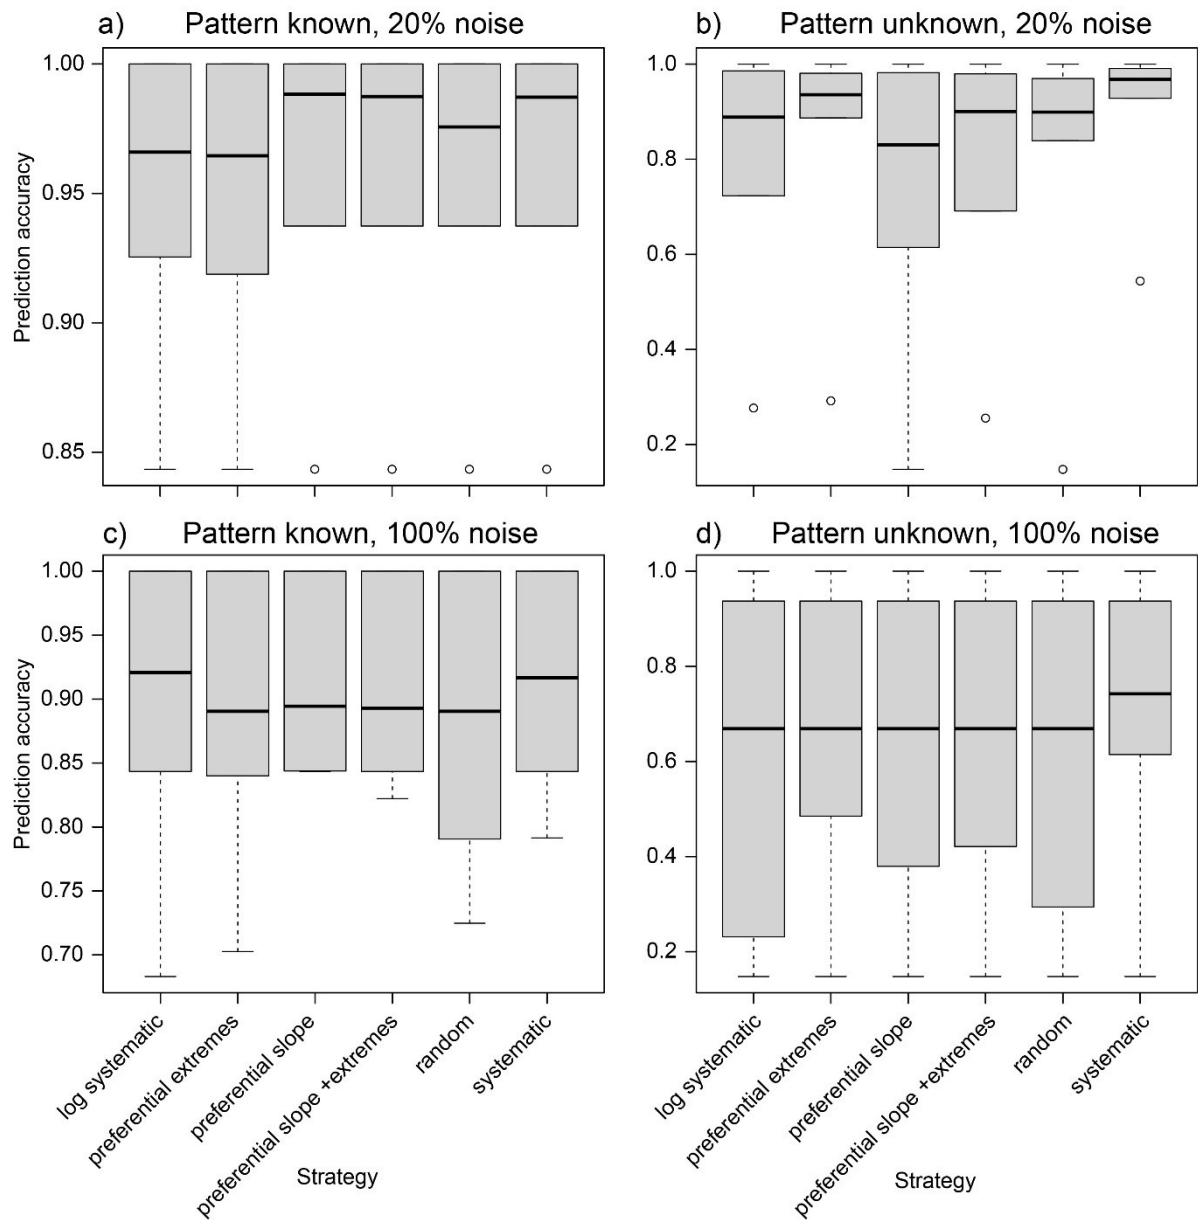 a) Pattern known, 20% noise
1.00
0.95
0.90
0.85
Prediction accuracy
b) Pattern unknown, 20% noise
1.0
0.8
0.6
0.4
0.2
c) Pattern known, 100% noise
1.00
0.95
0.90
0.85
0.80
0.75
0.70
Prediction accuracy
log systematic
preferential extremes
preferential slope
preferential slope +extremes
random
systematic
Strategy
d) Pattern unknown, 100% noise
1.0
0.8
0.6
0.4
0.2
log systematic
preferential extremes
preferential slope
preferential slope +extremes
random
systematic
Strategy